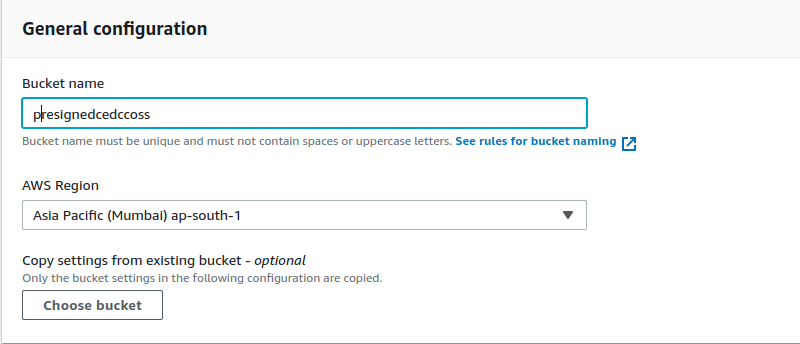 General configuration
Bucket name
presignedcedccoss
Bucket name must be unique and must not contain spaces or uppercase letters. See rules for bucket naming
AWS Region
Asia Pacific (Mumbai) ap-south-1
Copy settings from existing bucket - optional
Only the bucket settings in the following configuration are copied.
Choose bucket